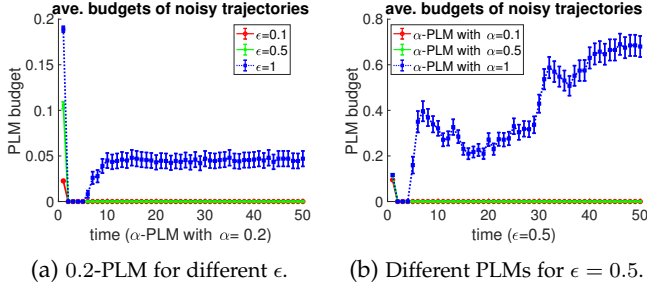 ave. budgets of noisy trajectories
PLM budget
0.2
0.15
0.1
0.05
0
ϵ=0.1
ϵ=0.5
ϵ=1
0 10 20 30 40 50
time (α-PLM with α= 0.2)
(a) 0.2-PLM for different ϵ.
ave. budgets of noisy trajectories
PLM budget
0.8
0.6
0.4
0.2
0
α-PLM with α=0.1
α-PLM with α=0.5
α-PLM with α=1
0 10 20 30 40 50
time (ϵ=0.5)
(b) Different PLMs for ϵ = 0.5.